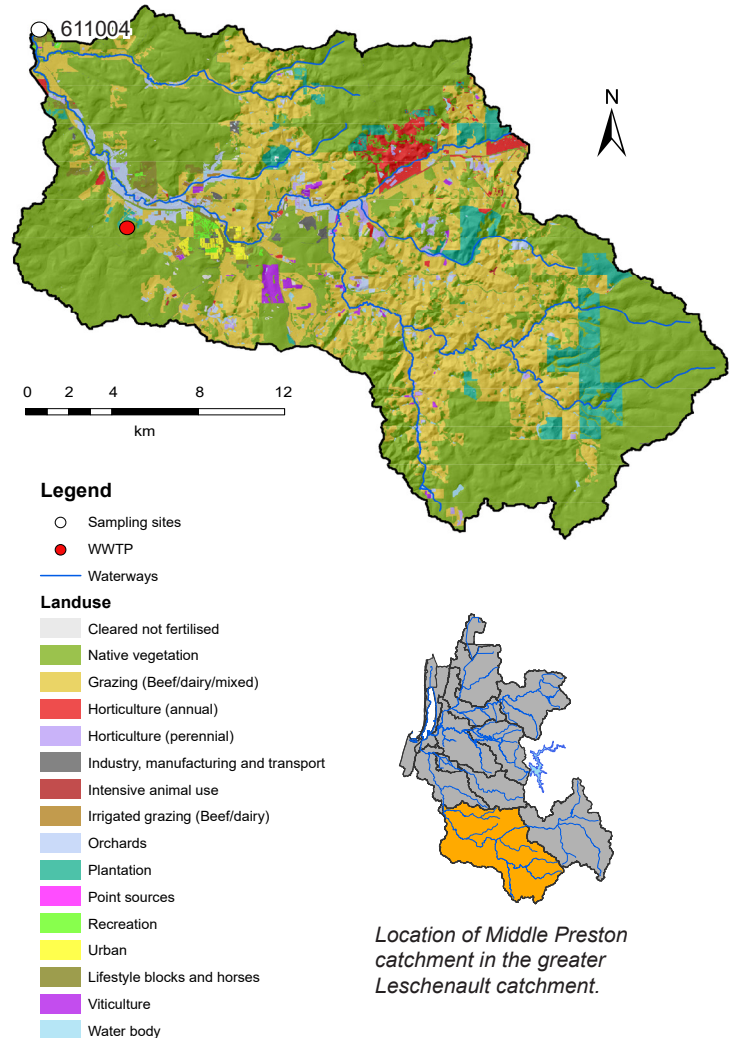 611004
N
0 2 4 8 12
km
Legend
Sampling sites
WWTP
Waterways
Landuse
Cleared not fertilised
Native vegetation
Grazing (Beef/dairy/mixed)
Horticulture (annual)
Horticulture (perennial)
Industry, manufacturing and transport
Intensive animal use
Irrigated grazing (Beef/dairy)
Orchards
Plantation
Point sources
Recreation
Urban
Lifestyle blocks and horses
Viticulture
Water body
Location of Middle Preston
catchment in the greater
Leschenault catchment.